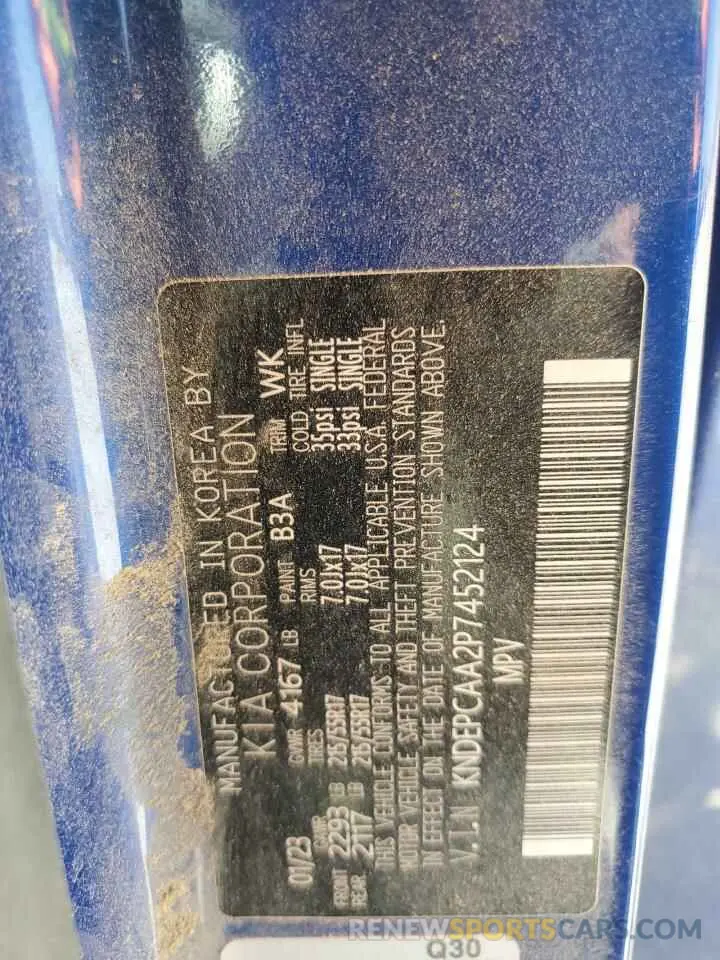 MANUFACTURED IN KOREA BY
KIA CORPORATION
01/23 GVWR 4167 LB PAINT B3A TRIM WK
GAWR TIRES RMS COLD TIRE INFL
FRONT 2293 LB 215/55R17 7.0JX17 35psi SINGLE
REAR 2117 LB 215/55R17 7.0JX17 33psi SINGLE
THIS VEHICLE CONFORMS TO ALL APPLICABLE U.S.A. FEDERAL
MOTOR VEHICLE SAFETY AND THEFT PREVENTION STANDARDS
IN EFFECT ON THE DATE OF MANUFACTURE SHOWN ABOVE.
V.I.N KNDEPCAA2P7452124
MPV
Q30
RENEWSPORTSCARS.COM